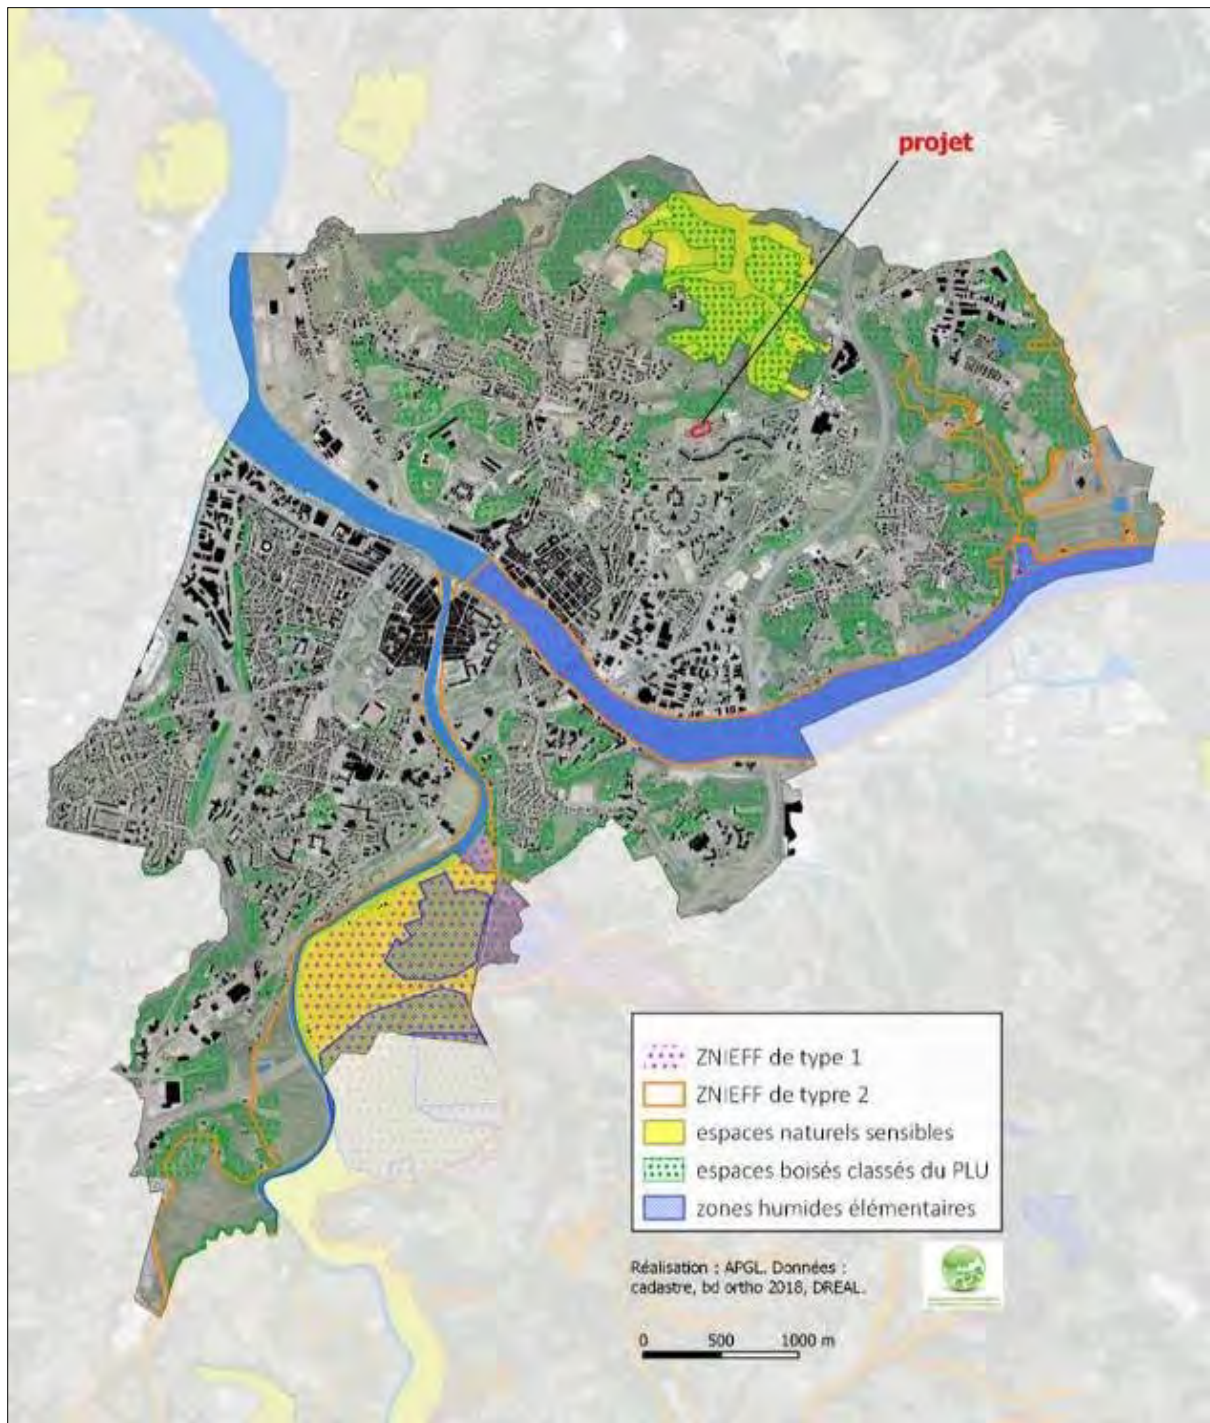 projet
ZNIEFF de type 1
ZNIEFF de typre 2
espaces naturels sensibles
espaces boisés classés du PLU
zones humides élémentaires
Réalisation : APGL. Données :
cadastre, bd ortho 2018, DREAL.
0 500 1000 m